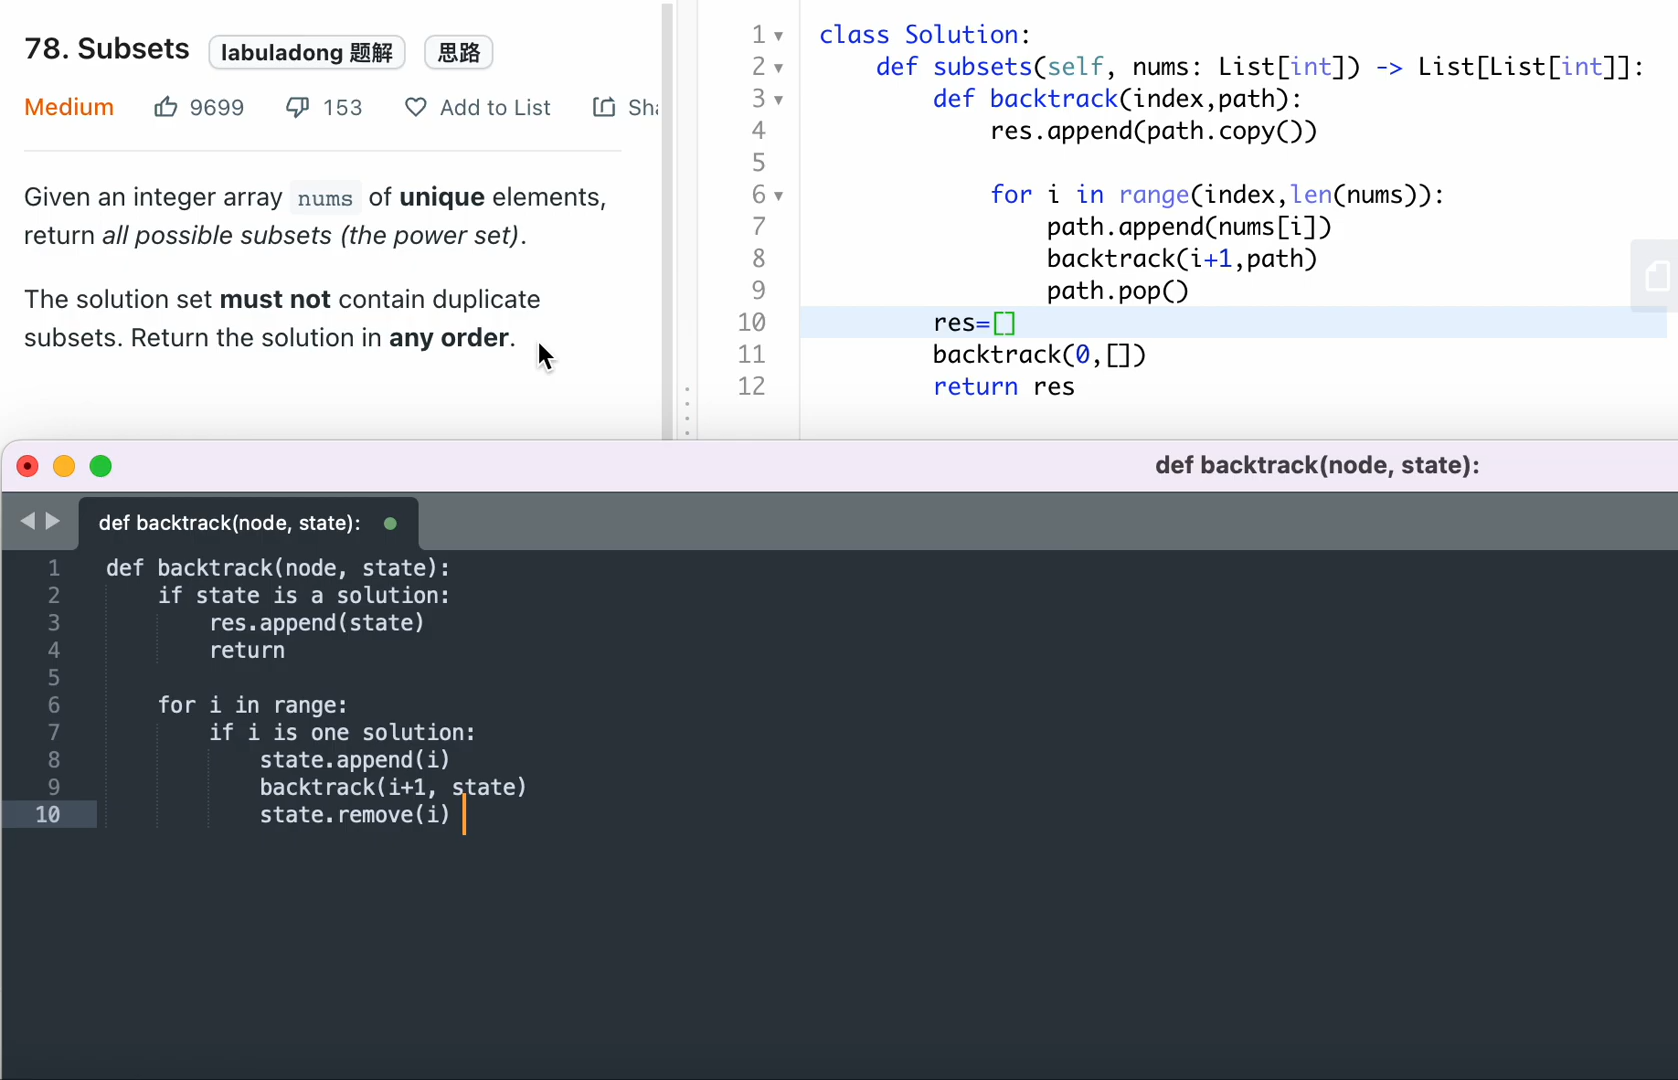 78. Subsets
labuladong 题解
思路
Medium
9699
153
Add to List
Given an integer array nums of unique elements,
return all possible subsets (the power set).
The solution set must not contain duplicate
subsets. Return the solution in any order.
1 class Solution:
2 def subsets(self, nums: List[int]) -> List[List[int]]:
3 def backtrack(index,path):
4 res.append(path.copy())
5
6 for i in range(index,len(nums)):
7 path.append(nums[i])
8 backtrack(i+1,path)
9 path.pop()
10 res=[]
11 backtrack(0,[])
12 return res
def backtrack(node, state):
def backtrack(node, state):
1 def backtrack(node, state):
2 if state is a solution:
3 res.append(state)
4 return
5
6 for i in range:
7 if i is one solution:
8 state.append(i)
9 backtrack(i+1, state)
10 state.remove(i)